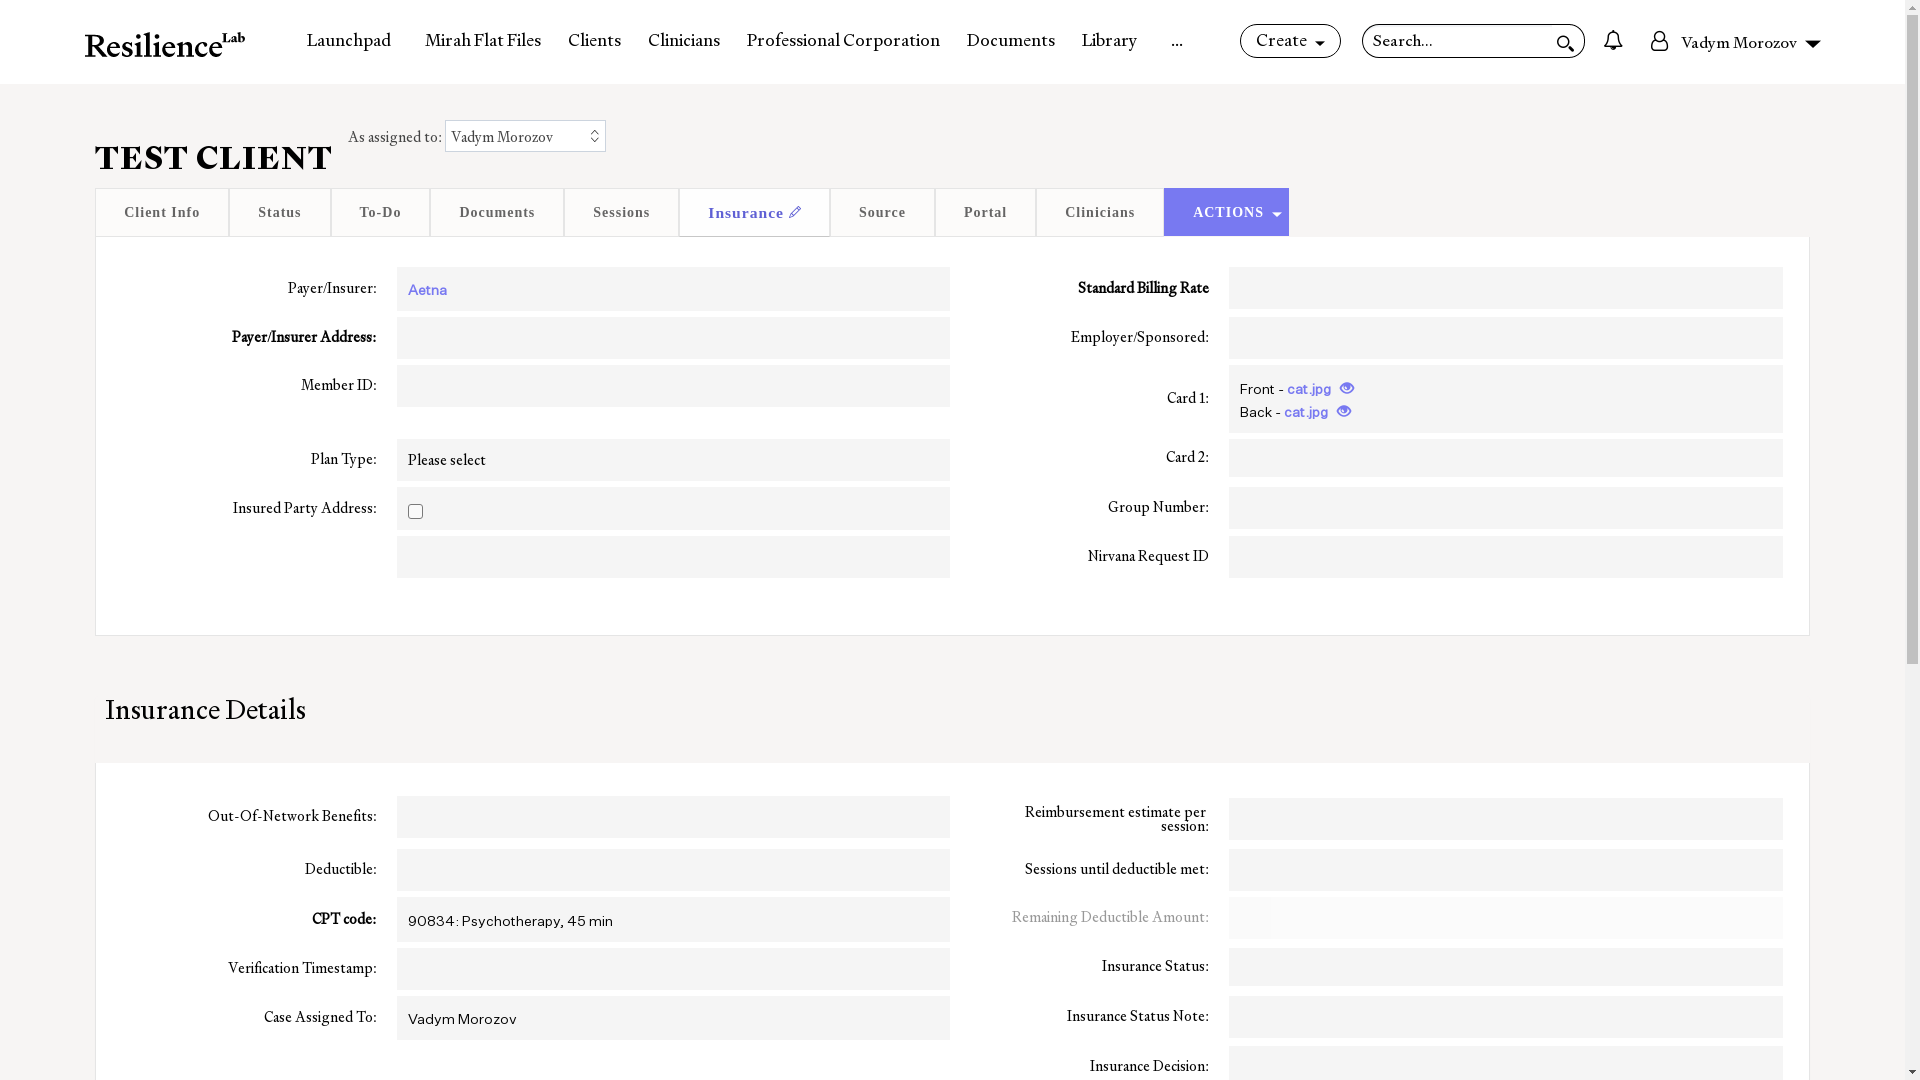 ResilienceLab
Launchpad Mirah Flat Files Clients Clinicians Professional Corporation Documents Library ... Create Search... Vadym Morozov
As assigned to: Vadym Morozov
TEST CLIENT
Client Info Status To-Do Documents Sessions Insurance Source Portal Clinicians ACTIONS
Payer/Insurer: Aetna
Standard Billing Rate
Payer/Insurer Address:
Employer/Sponsored:
Member ID:
Card 1: Front - cat.jpg
Back - cat.jpg
Plan Type: Please select
Card 2:
Insured Party Address:
Group Number:
Nirvana Request ID
Insurance Details
Out-Of-Network Benefits:
Reimbursement estimate per
session:
Deductible:
Sessions until deductible met:
CPT code: 90834: Psychotherapy, 45 min
Remaining Deductible Amount:
Verification Timestamp:
Insurance Status:
Case Assigned To: Vadym Morozov
Insurance Status Note:
Insurance Decision: